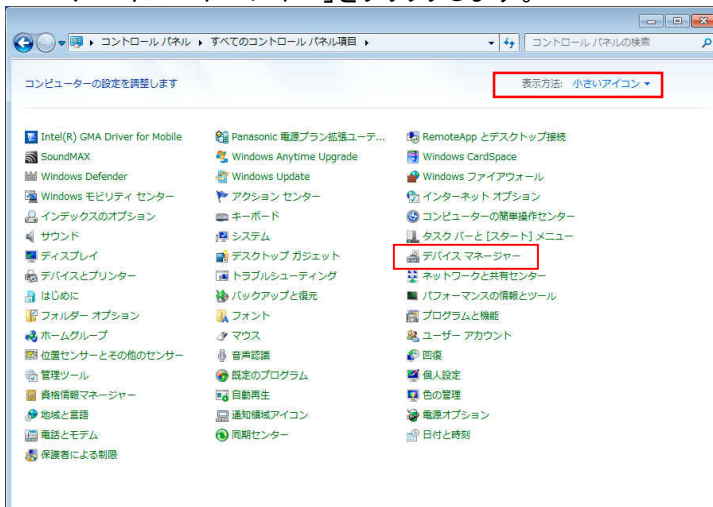 」をクリックします。
コントロール パネル ▸ すべてのコントロール パネル項目 ▸
コントロール パネルの検索
コンピューターの設定を調整します
表示方法: 小さいアイコン
Intel(R) GMA Driver for Mobile
Panasonic 電源プラン拡張ユーテ...
RemoteApp とデスクトップ接続
SoundMAX
Windows Anytime Upgrade
Windows CardSpace
Windows Defender
Windows Update
Windows ファイアウォール
Windows モビリティ センター
アクション センター
インターネット オプション
インデックスのオプション
キーボード
コンピューターの簡単操作センター
サウンド
システム
タスク バーと [スタート] メニュー
ディスプレイ
デスクトップ ガジェット
デバイス マネージャー
デバイスとプリンター
トラブルシューティング
ネットワークと共有センター
はじめに
バックアップと復元
パフォーマンスの情報とツール
フォルダー オプション
フォント
プログラムと機能
ホームグループ
マウス
ユーザー アカウント
位置センサーとその他のセンサー
音声認識
回復
管理ツール
既定のプログラム
個人設定
資格情報マネージャー
自動再生
色の管理
地域と言語
通知領域アイコン
電源オプション
電話とモデム
同期センター
日付と時刻
保護者による制限